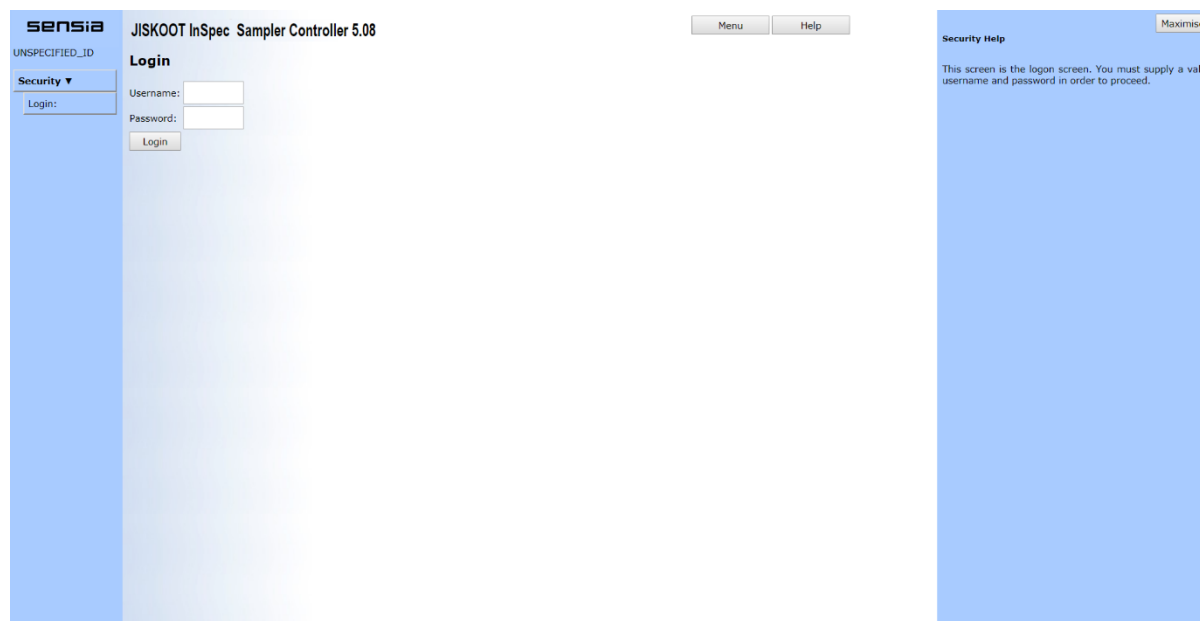 sensia
UNSPECIFIED_ID
Security ▼
Login:
JISKOOT InSpec Sampler Controller 5.08
Menu
Help
Login
Username:
Password:
Login
Maximise
Security Help
This screen is the logon screen. You must supply a val
username and password in order to proceed.